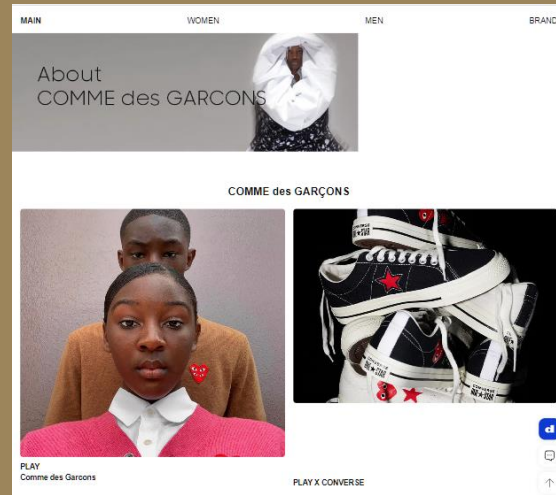 MAIN
WOMEN
MEN
BRAND
About
COMME des GARCONS
COMME des GARÇONS
PLAY
Comme des Garcons
PLAY X CONVERSE
d